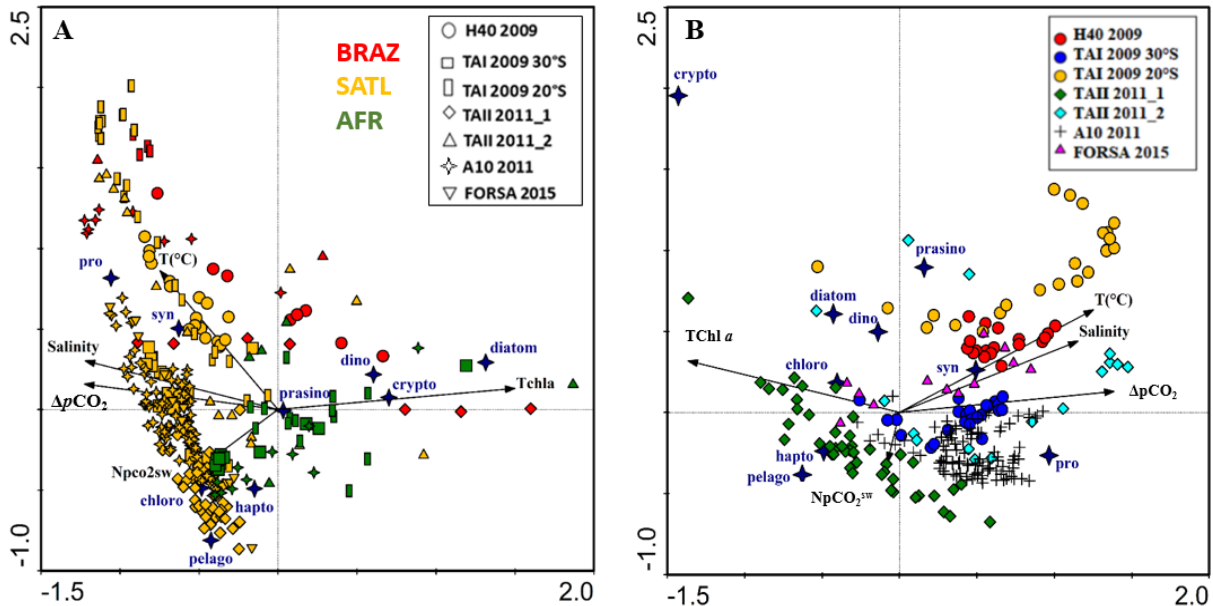 2.5
A
BRAZ
SATL
AFR
H40 2009
TAI 2009 30°S
TAI 2009 20°S
TAII 2011_1
TAII 2011_2
A10 2011
FORSA 2015
pro
T(°C)
syn
Salinity
ΔpCO2
dino
diatom
crypto
prasino
Tchla
Npco2sw
chloro
hapto
pelago
-1.0
-1.5
2.0
2.5
B
H40 2009
TAI 2009 30°S
TAI 2009 20°S
TAII 2011_1
TAII 2011_2
A10 2011
FORSA 2015
crypto
prasino
diatom
dino
T(°C)
Salinity
TChl a
syn
chloro
ΔpCO2
hapto
pro
pelago
NpCO2sw
-1.0
-1.5
2.0